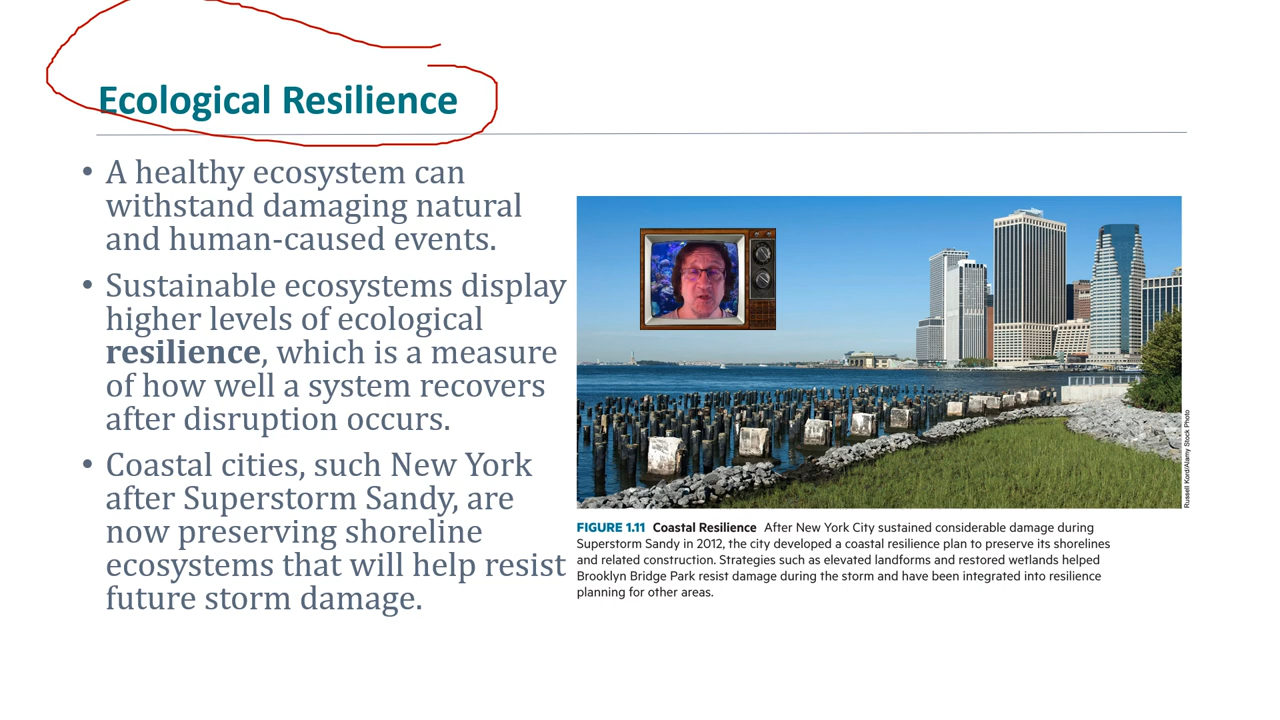 Ecological Resilience
• A healthy ecosystem can
withstand damaging natural
and human-caused events.
• Sustainable ecosystems display
higher levels of ecological
resilience, which is a measure
of how well a system recovers
after disruption occurs.
• Coastal cities, such New York
after Superstorm Sandy, are
now preserving shoreline
ecosystems that will help resist
future storm damage.
Russell Kord/Alamy Stock Photo
FIGURE 1.11 Coastal Resilience After New York City sustained considerable damage during
Superstorm Sandy in 2012, the city developed a coastal resilience plan to preserve its shorelines
and related construction. Strategies such as elevated landforms and restored wetlands helped
Brooklyn Bridge Park resist damage during the storm and have been integrated into resilience
planning for other areas.